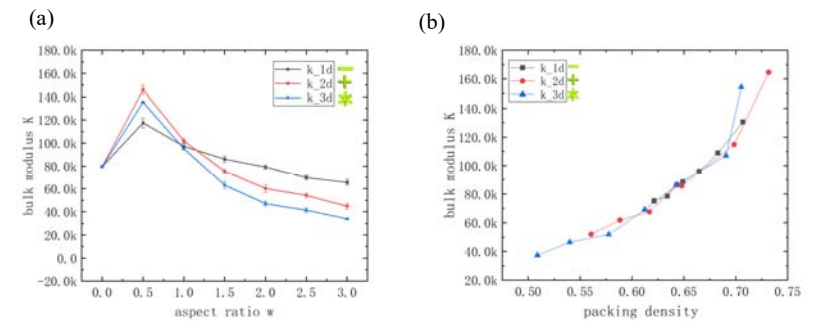 (a)
(b)
180.0k
160.0k
140.0k
120.0k
100.0k
80.0k
60.0k
40.0k
20.0k
0.0
-20.0k
bulk modulus K
k_1d
k_2d
k_3d
0.0 0.5 1.0 1.5 2.0 2.5 3.0
aspect ratio w
180.0k
160.0k
140.0k
120.0k
100.0k
80.0k
60.0k
40.0k
20.0k
bulk modulus K
k_1d
k_2d
k_3d
0.50 0.55 0.60 0.65 0.70 0.75
packing density